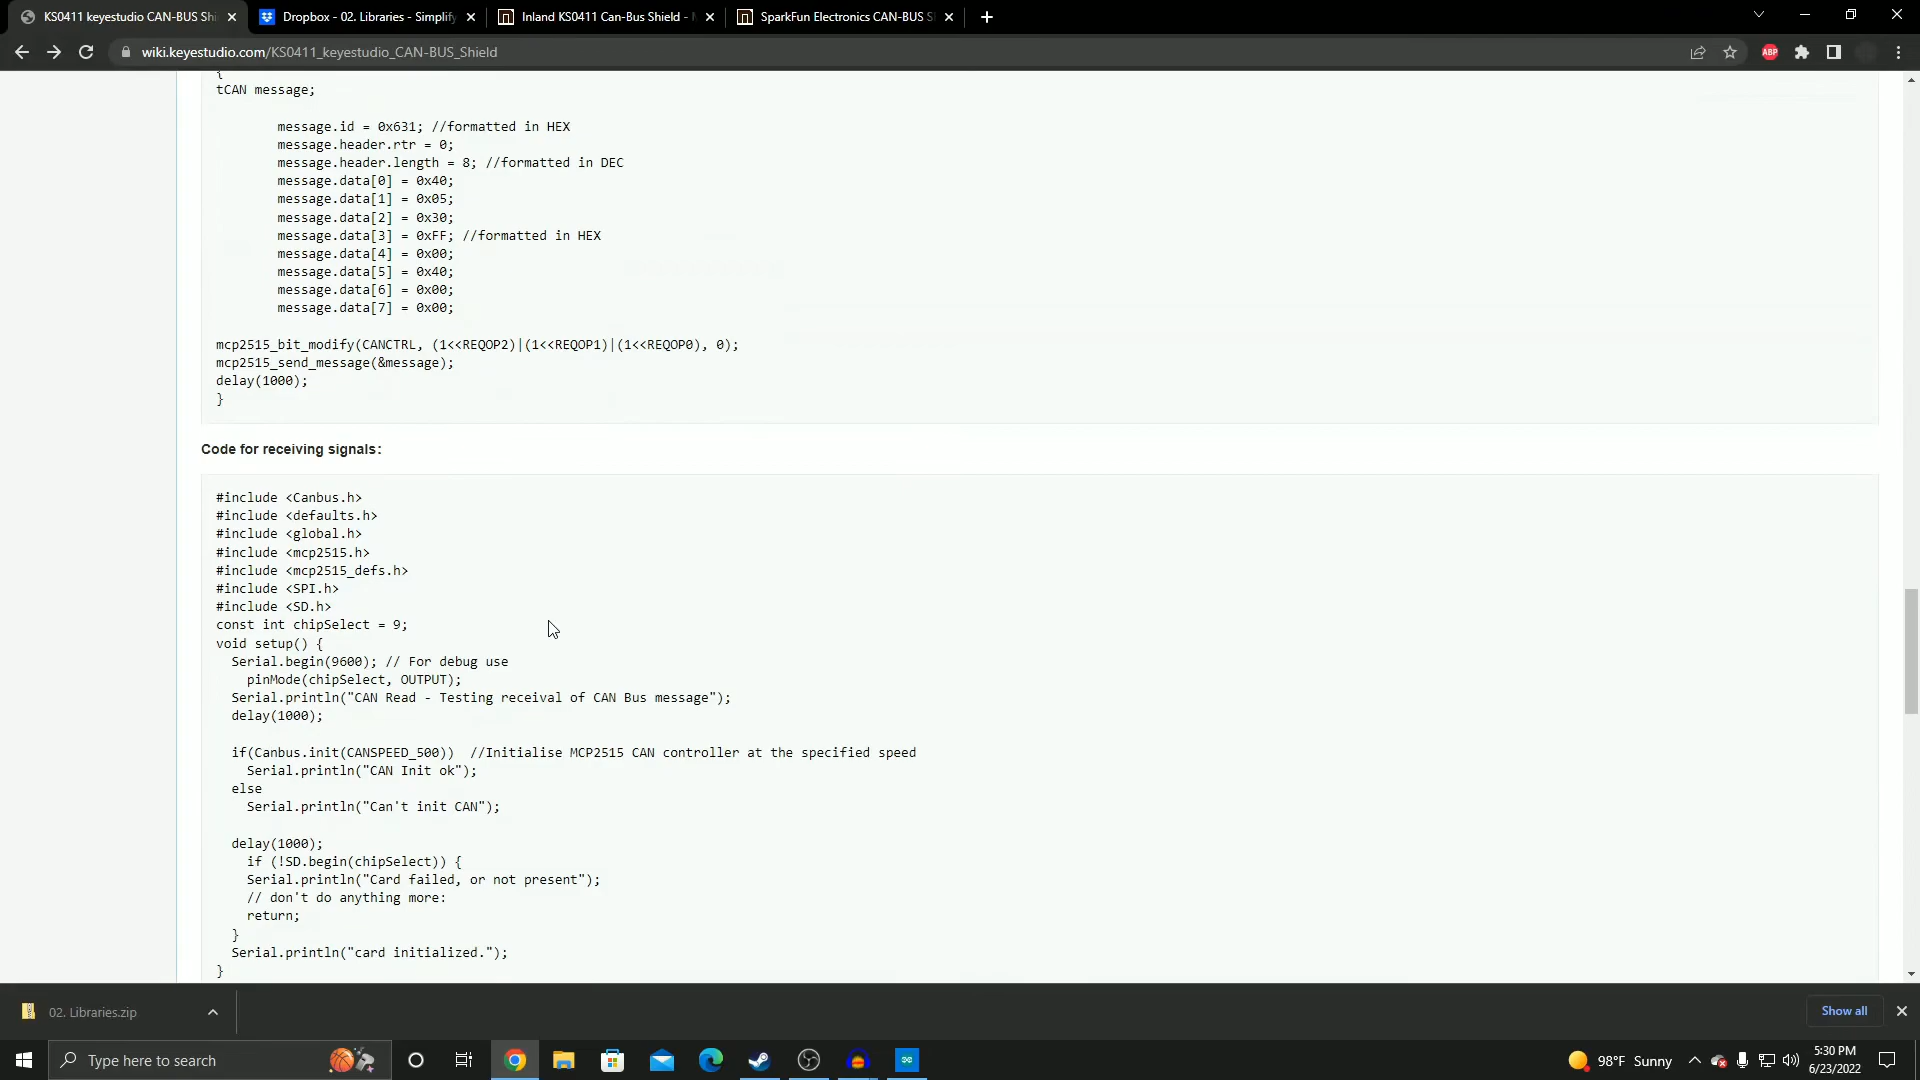 KS0411 keyestudio CAN-BUS Shi
Dropbox - 02. Libraries - Simplify
Inland KS0411 Can-Bus Shield -
SparkFun Electronics CAN-BUS S
wiki.keyestudio.com/KS0411_keyestudio_CAN-BUS_Shield
ABP
{
tCAN message;
message.id = 0x631; //formatted in HEX
message.header.rtr = 0;
message.header.length = 8; //formatted in DEC
message.data[0] = 0x40;
message.data[1] = 0x05;
message.data[2] = 0x30;
message.data[3] = 0xFF; //formatted in HEX
message.data[4] = 0x00;
message.data[5] = 0x40;
message.data[6] = 0x00;
message.data[7] = 0x00;
mcp2515_bit_modify(CANCTRL, (1<<REQOP2)|(1<<REQOP1)|(1<<REQOP0), 0);
mcp2515_send_message(&message);
delay(1000);
}
Code for receiving signals:
#include <Canbus.h>
#include <defaults.h>
#include <global.h>
#include <mcp2515.h>
#include <mcp2515_defs.h>
#include <SPI.h>
#include <SD.h>
const int chipSelect = 9;
void setup() {
Serial.begin(9600); // For debug use
pinMode(chipSelect, OUTPUT);
Serial.println("CAN Read - Testing receival of CAN Bus message");
delay(1000);
if(Canbus.init(CANSPEED_500)) //Initialise MCP2515 CAN controller at the specified speed
Serial.println("CAN Init ok");
else
Serial.println("Can't init CAN");
delay(1000);
if (!SD.begin(chipSelect)) {
Serial.println("Card failed, or not present");
// don't do anything more:
return;
}
Serial.println("card initialized.");
}
02. Libraries.zip
Show all
Type here to search
98°F Sunny
5:30 PM
6/23/2022